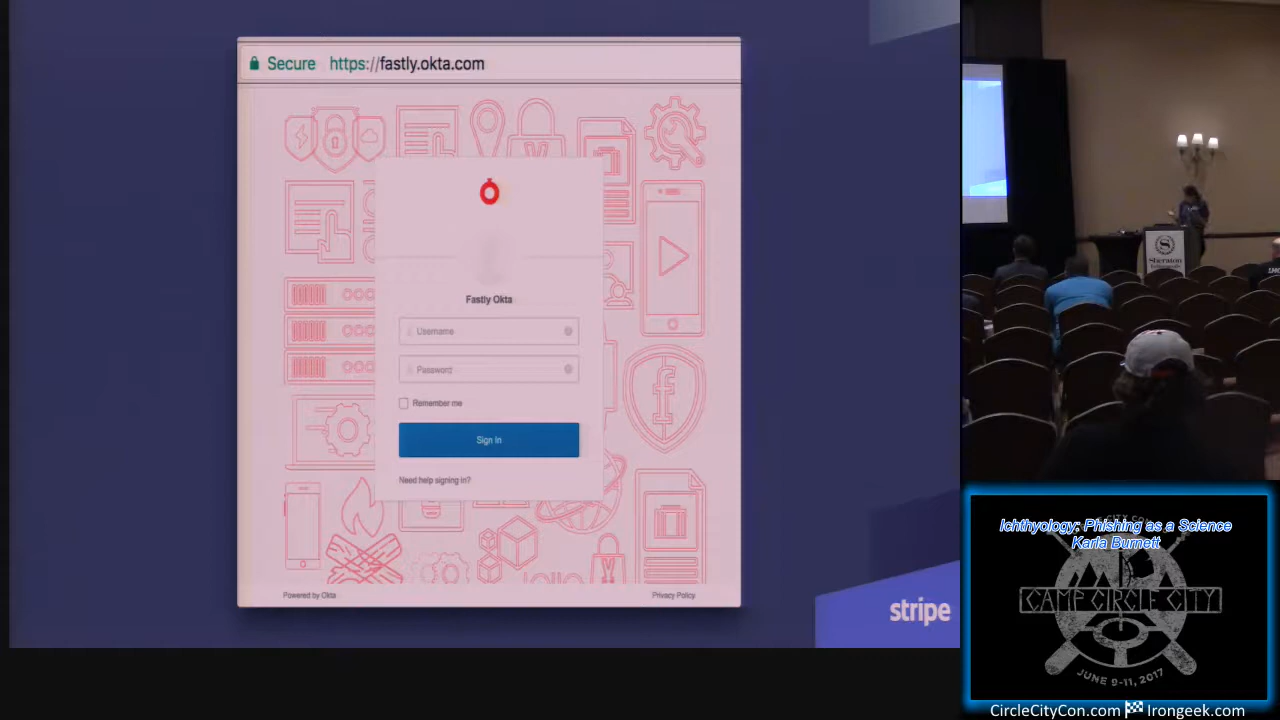 Secure https://fastly.okta.com
Fastly Okta
Username
Password
Remember me
Sign In
Need help signing in?
Powered by Okta
Privacy Policy
stripe
Sheraton
Ichthyology: Phishing as a Science
Karla Burnett
CAMP CIRCLE CITY
JUNE 9-11, 2017
CircleCityCon.com Irongeek.com